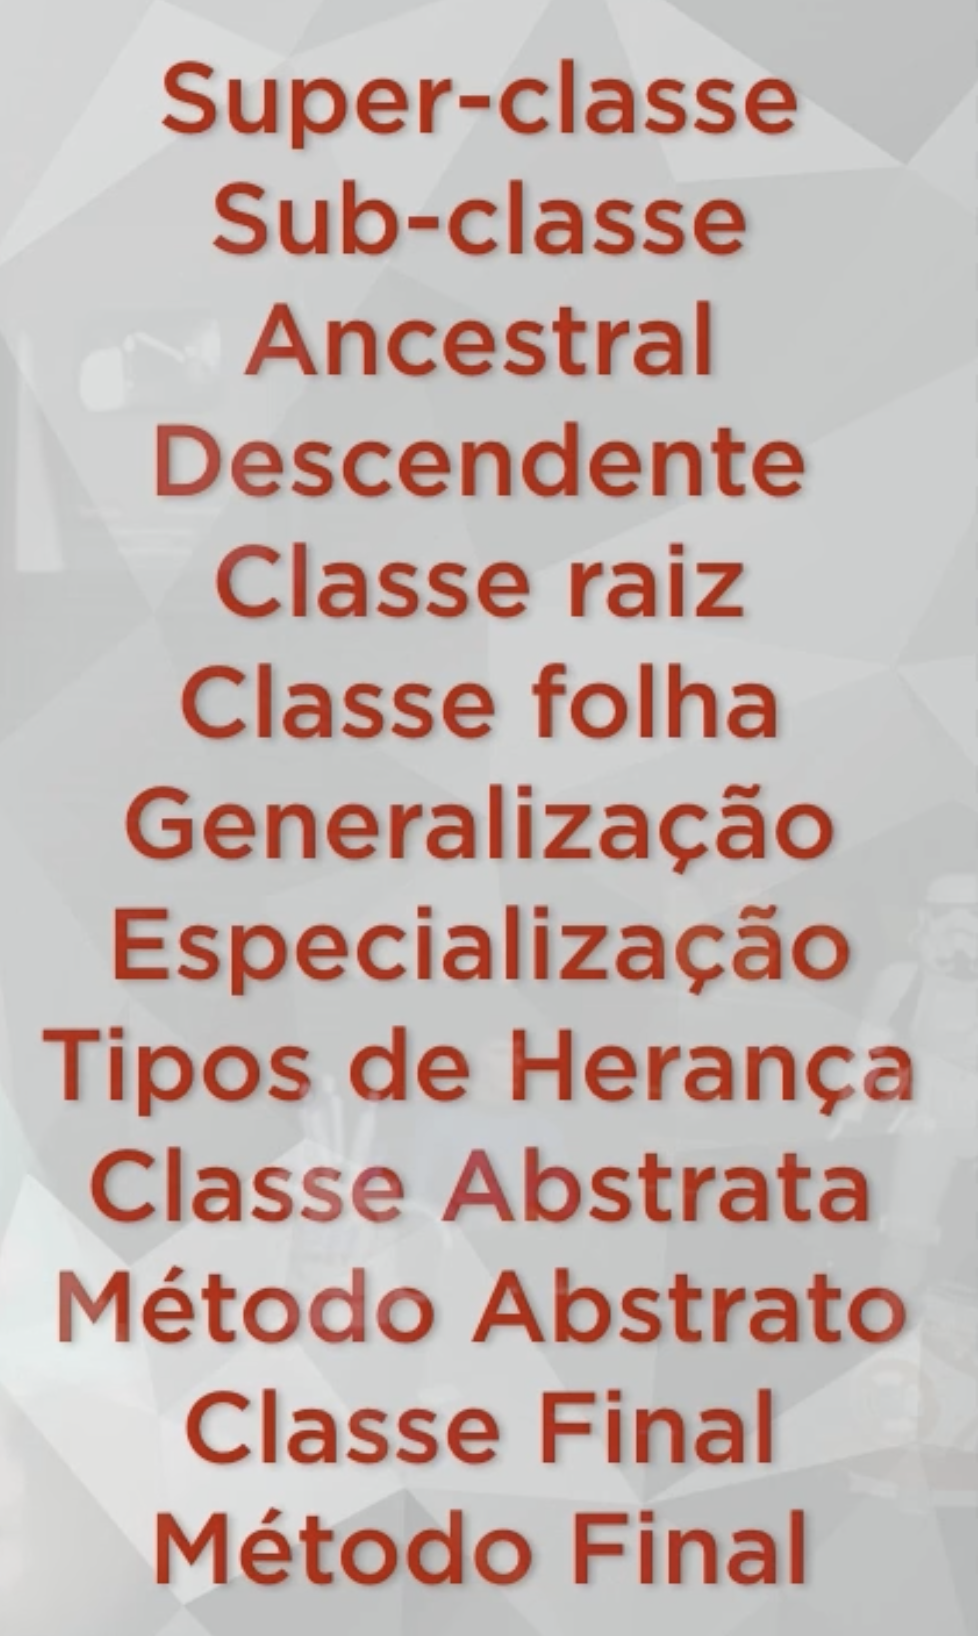 Super-classe
Sub-classe
Ancestral
Descendente
Classe raiz
Classe folha
Generalização
Especialização
Tipos de Herança
Classe Abstrata
Método Abstrato
Classe Final
Método Final